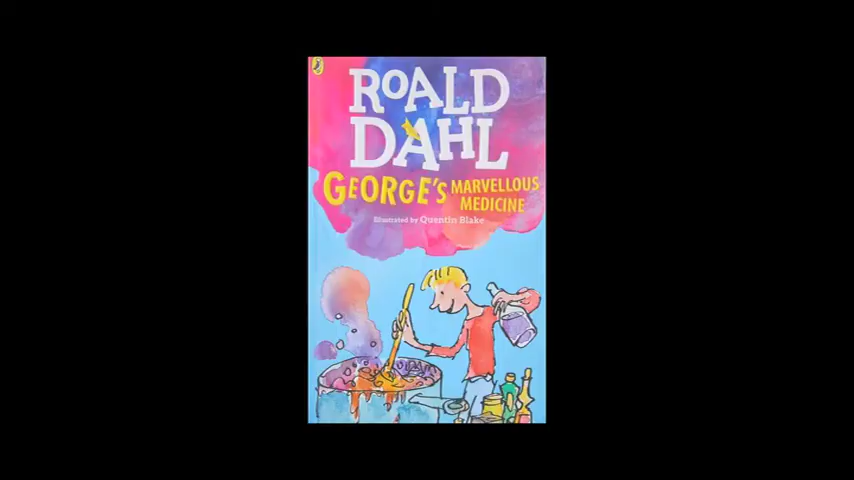 ROALD
DAHL
GEORGE'S MARVELLOUS
MEDICINE
Illustrated by Quentin Blake